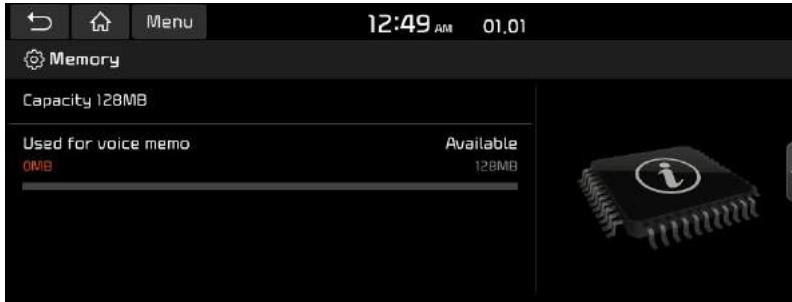 Menu 12:49 AM 01.01
Memory
Capacity 128MB
Used for voice memo Available
0MB 128MB